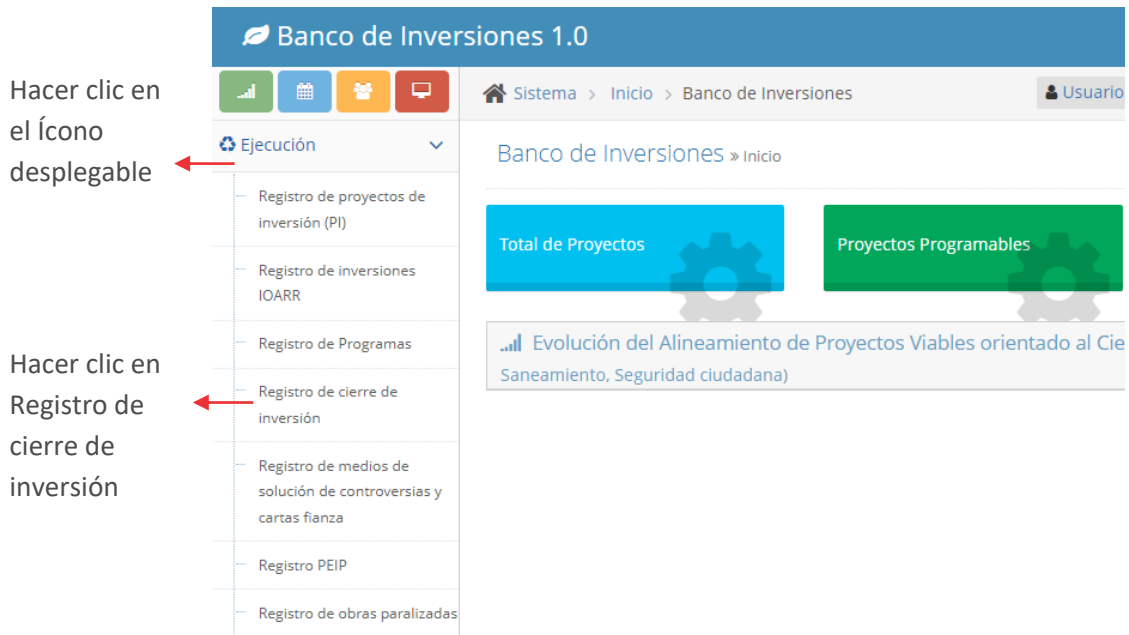 Banco de Inversiones 1.0
Hacer clic en
el Ícono
desplegable
Sistema > Inicio > Banco de Inversiones
Usuario
Ejecución
Banco de Inversiones » Inicio
Registro de proyectos de
inversión (PI)
Total de Proyectos
Proyectos Programables
Registro de inversiones
IOARR
Registro de Programas
Evolución del Alineamiento de Proyectos Viables orientado al Cie
Saneamiento, Seguridad ciudadana)
Hacer clic en
Registro de
cierre de
inversión
Registro de cierre de
inversión
Registro de medios de
solución de controversias y
cartas fianza
Registro PEIP
Registro de obras paralizadas